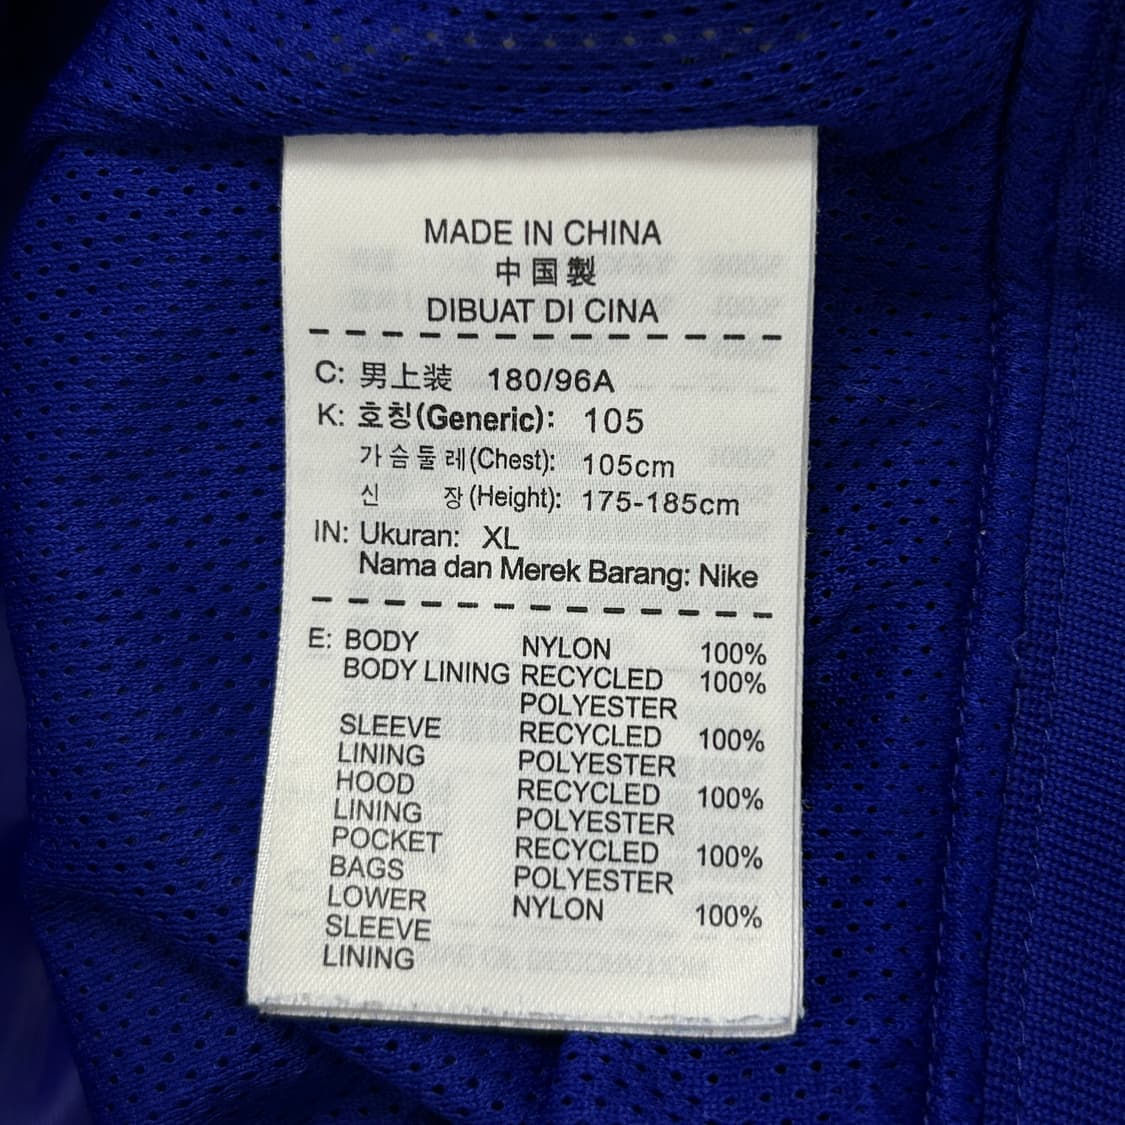 MADE IN CHINA
中国製
DIBUAT DI CINA
C: 男上装 180/96A
K: 호칭(Generic): 105
가슴둘레(Chest): 105cm
신 장(Height): 175-185cm
IN: Ukuran: XL
Nama dan Merek Barang: Nike
E: BODY NYLON 100%
BODY LINING RECYCLED 100%
POLYESTER
SLEEVE RECYCLED 100%
LINING POLYESTER
HOOD RECYCLED 100%
LINING POLYESTER
POCKET RECYCLED 100%
BAGS POLYESTER
LOWER NYLON 100%
SLEEVE
LINING